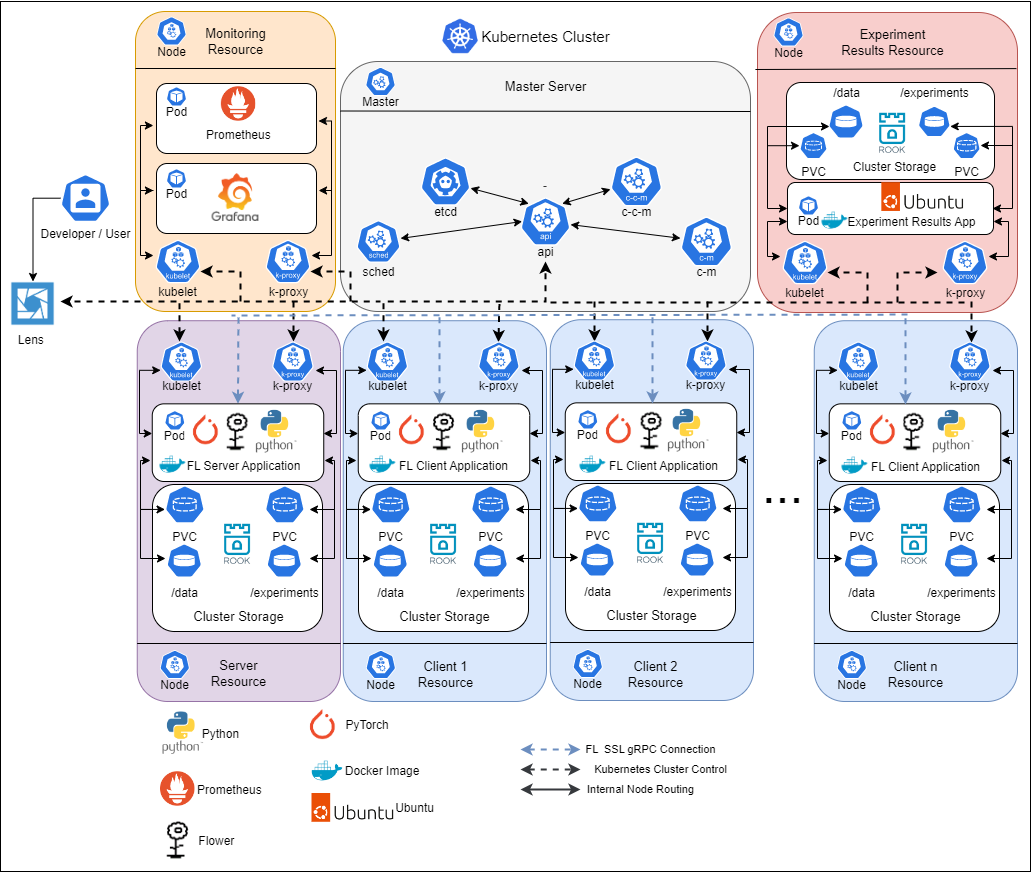 Kubernetes Cluster
Node
Monitoring
Resource
Pod
Prometheus
Pod
Grafana
kubelet
kubelet
k-proxy
k-proxy
Developer / User
Lens
Master
Master Server
etcd
c-c-m
c-c-m
sched
sched
api
api
c-m
c-m
Node
Experiment
Results Resource
/data
/experiments
ROOK
PVC
Cluster Storage
PVC
Ubuntu
Pod
Experiment Results App
kubelet
kubelet
k-proxy
k-proxy
kubelet
kubelet
k-proxy
k-proxy
Pod
python
FL Server Application
PVC
PVC
ROOK
/data
/experiments
Cluster Storage
Node
Server
Resource
kubelet
kubelet
k-proxy
k-proxy
Pod
python
FL Client Application
PVC
PVC
ROOK
/data
/experiments
Cluster Storage
Node
Client 1
Resource
kubelet
kubelet
k-proxy
k-proxy
Pod
python
FL Client Application
PVC
PVC
ROOK
/data
/experiments
Cluster Storage
Node
Client 2
Resource
...
kubelet
kubelet
k-proxy
k-proxy
Pod
python
FL Client Application
PVC
PVC
ROOK
/data
/experiments
Cluster Storage
Node
Client n
Resource
python
Python
Prometheus
Flower
PyTorch
Docker Image
Ubuntu
Ubuntu
FL SSL gRPC Connection
Kubernetes Cluster Control
Internal Node Routing